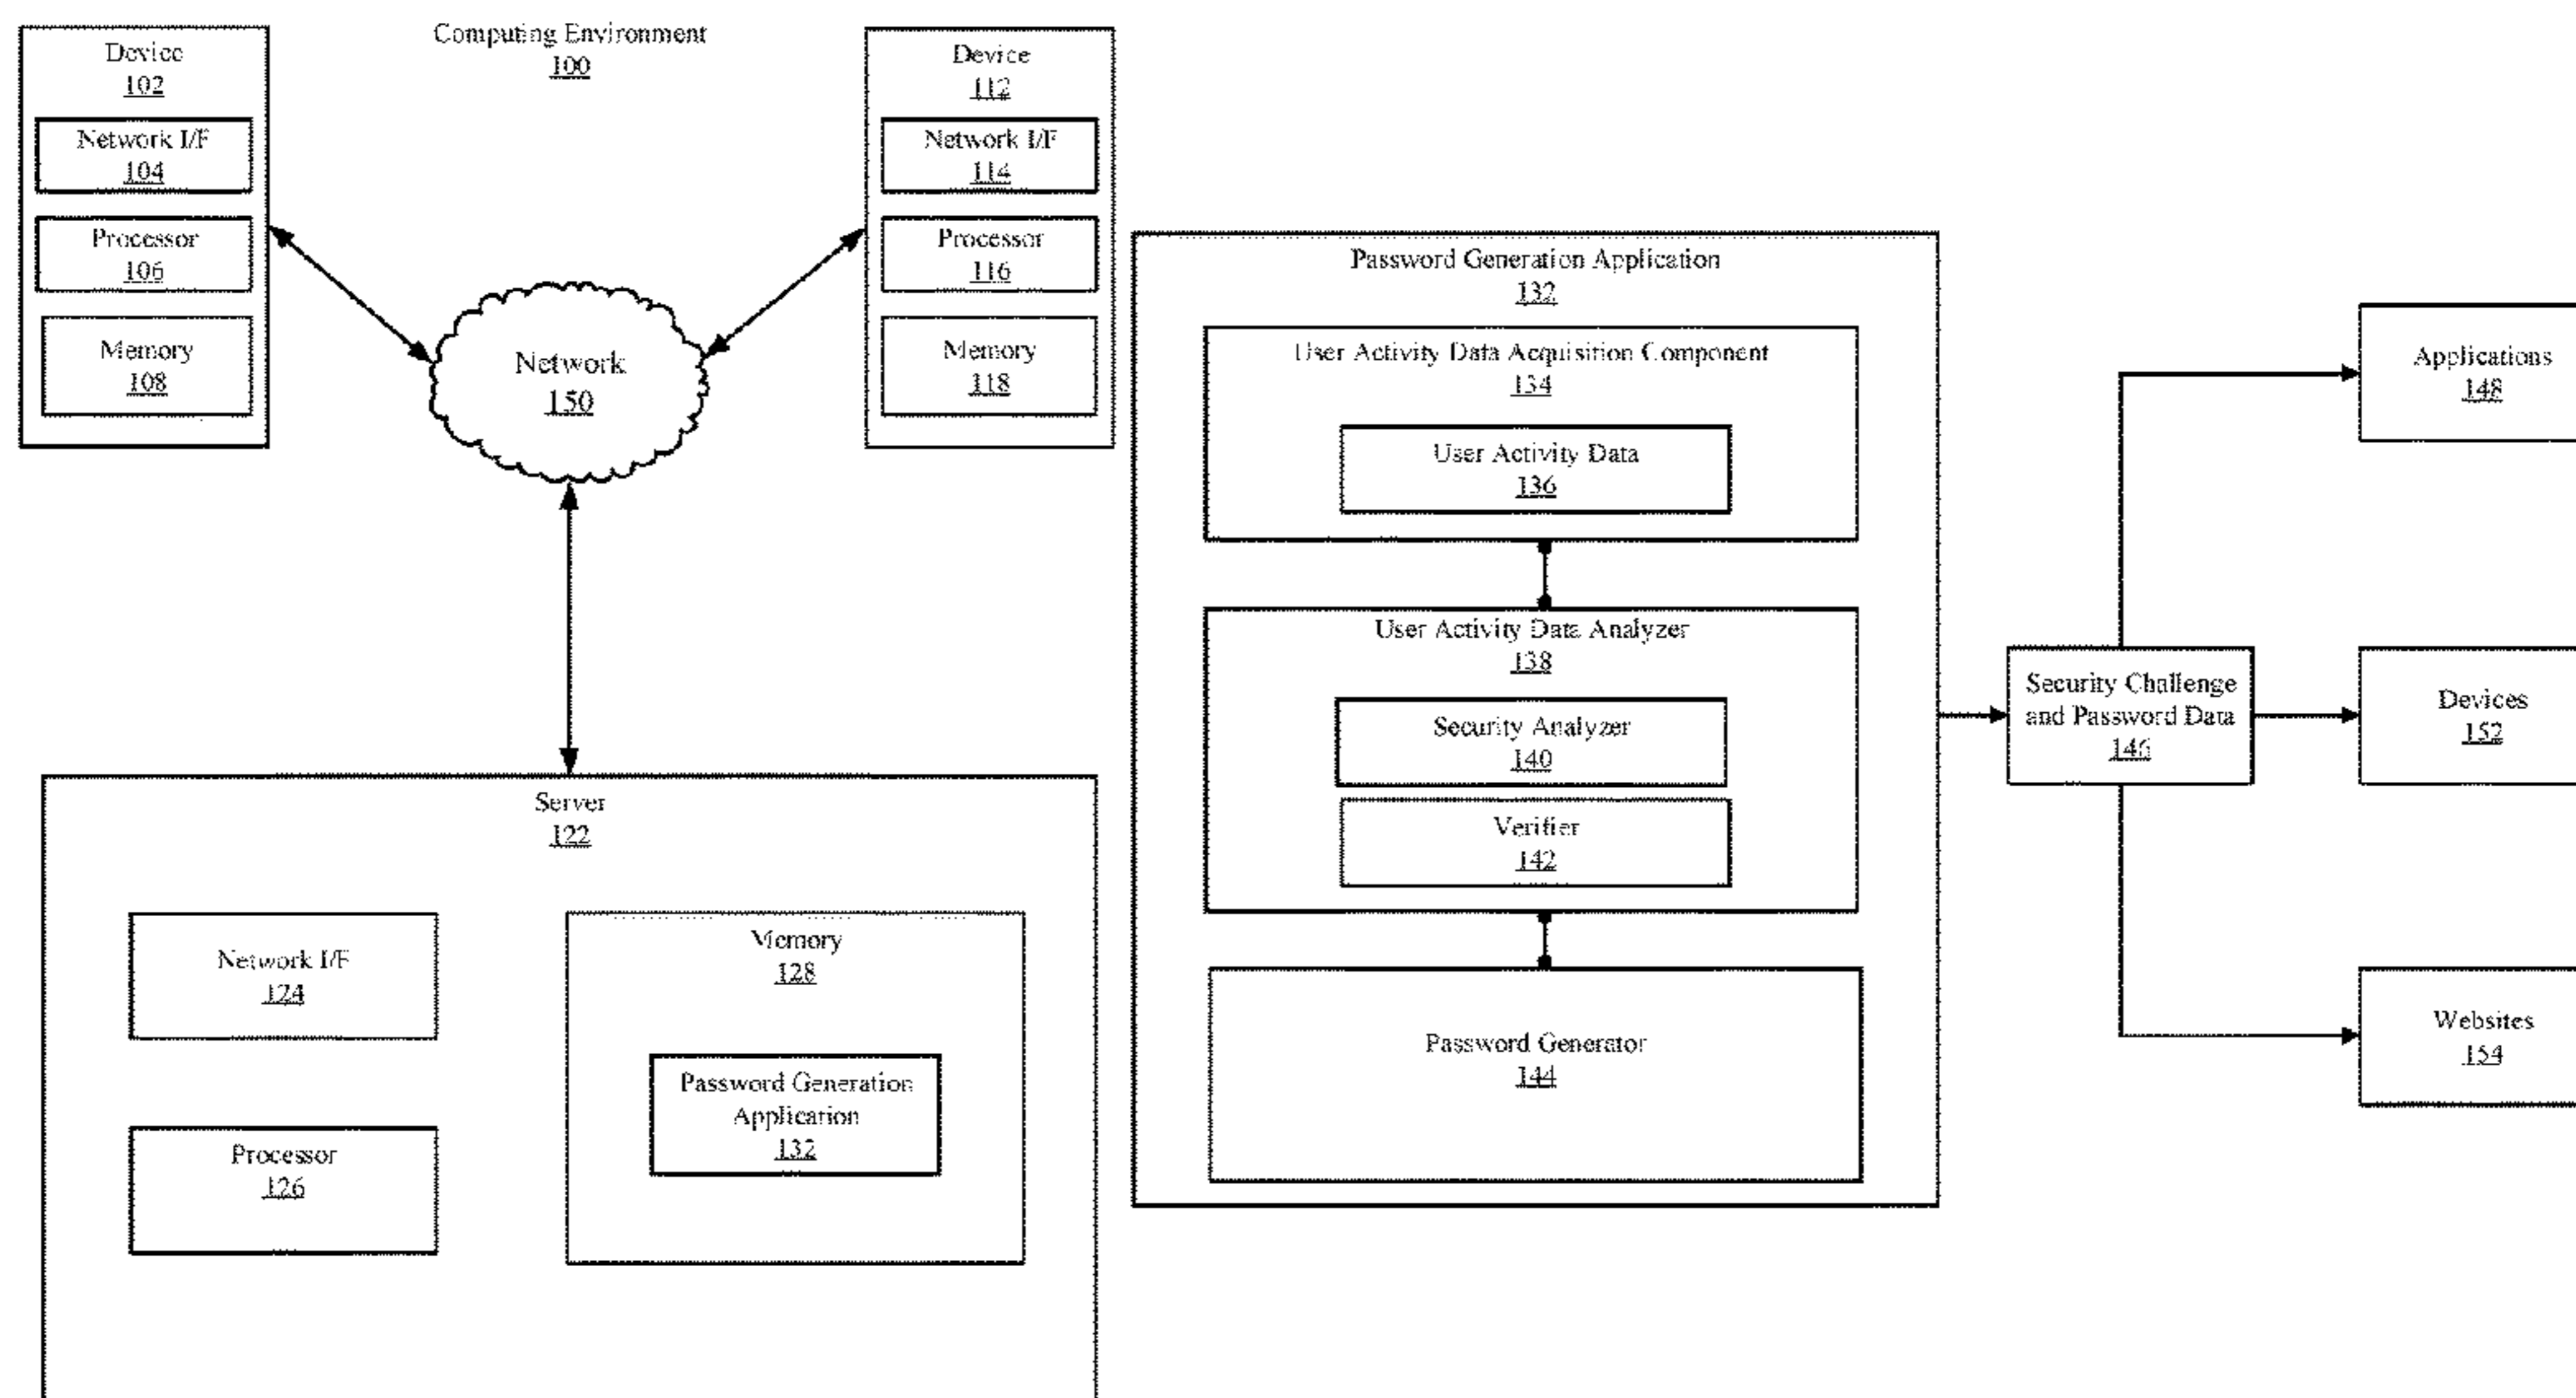 Computing Environment
100
Device
102
Network I/F
104
Processor
106
Memory
108
Device
112
Network I/F
114
Processor
116
Memory
118
Network
150
Server
122
Network I/F
124
Processor
126
Memory
128
Password Generation
Application
132
Password Generation Application
132
User Activity Data Acquisition Component
134
User Activity Data
136
User Activity Data Analyzer
138
Security Analyzer
140
Verifier
142
Password Generator
144
Security Challenge
and Password Data
146
Applications
148
Devices
152
Websites
154